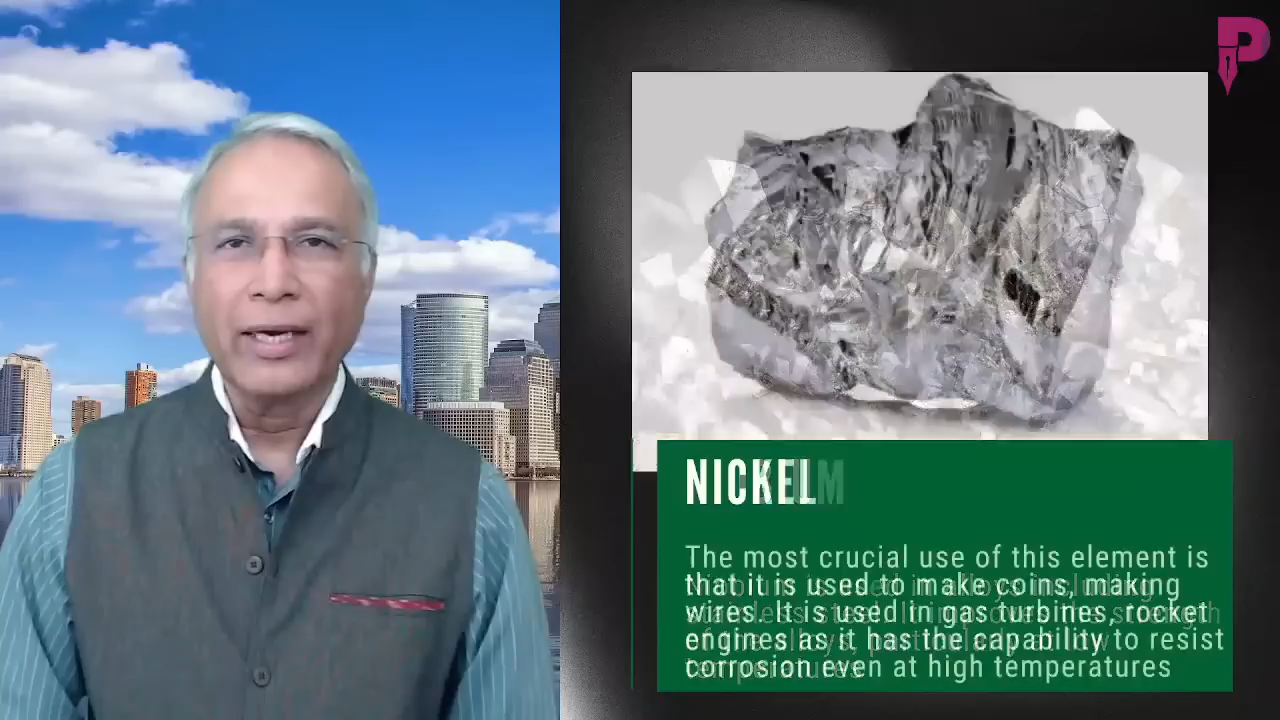 NICKEL
The most crucial use of this element is
that it is used to make coins, making
wires. It is used in gas turbines, rocket
engines as it has the capability to resist
corrosion even at high temperatures